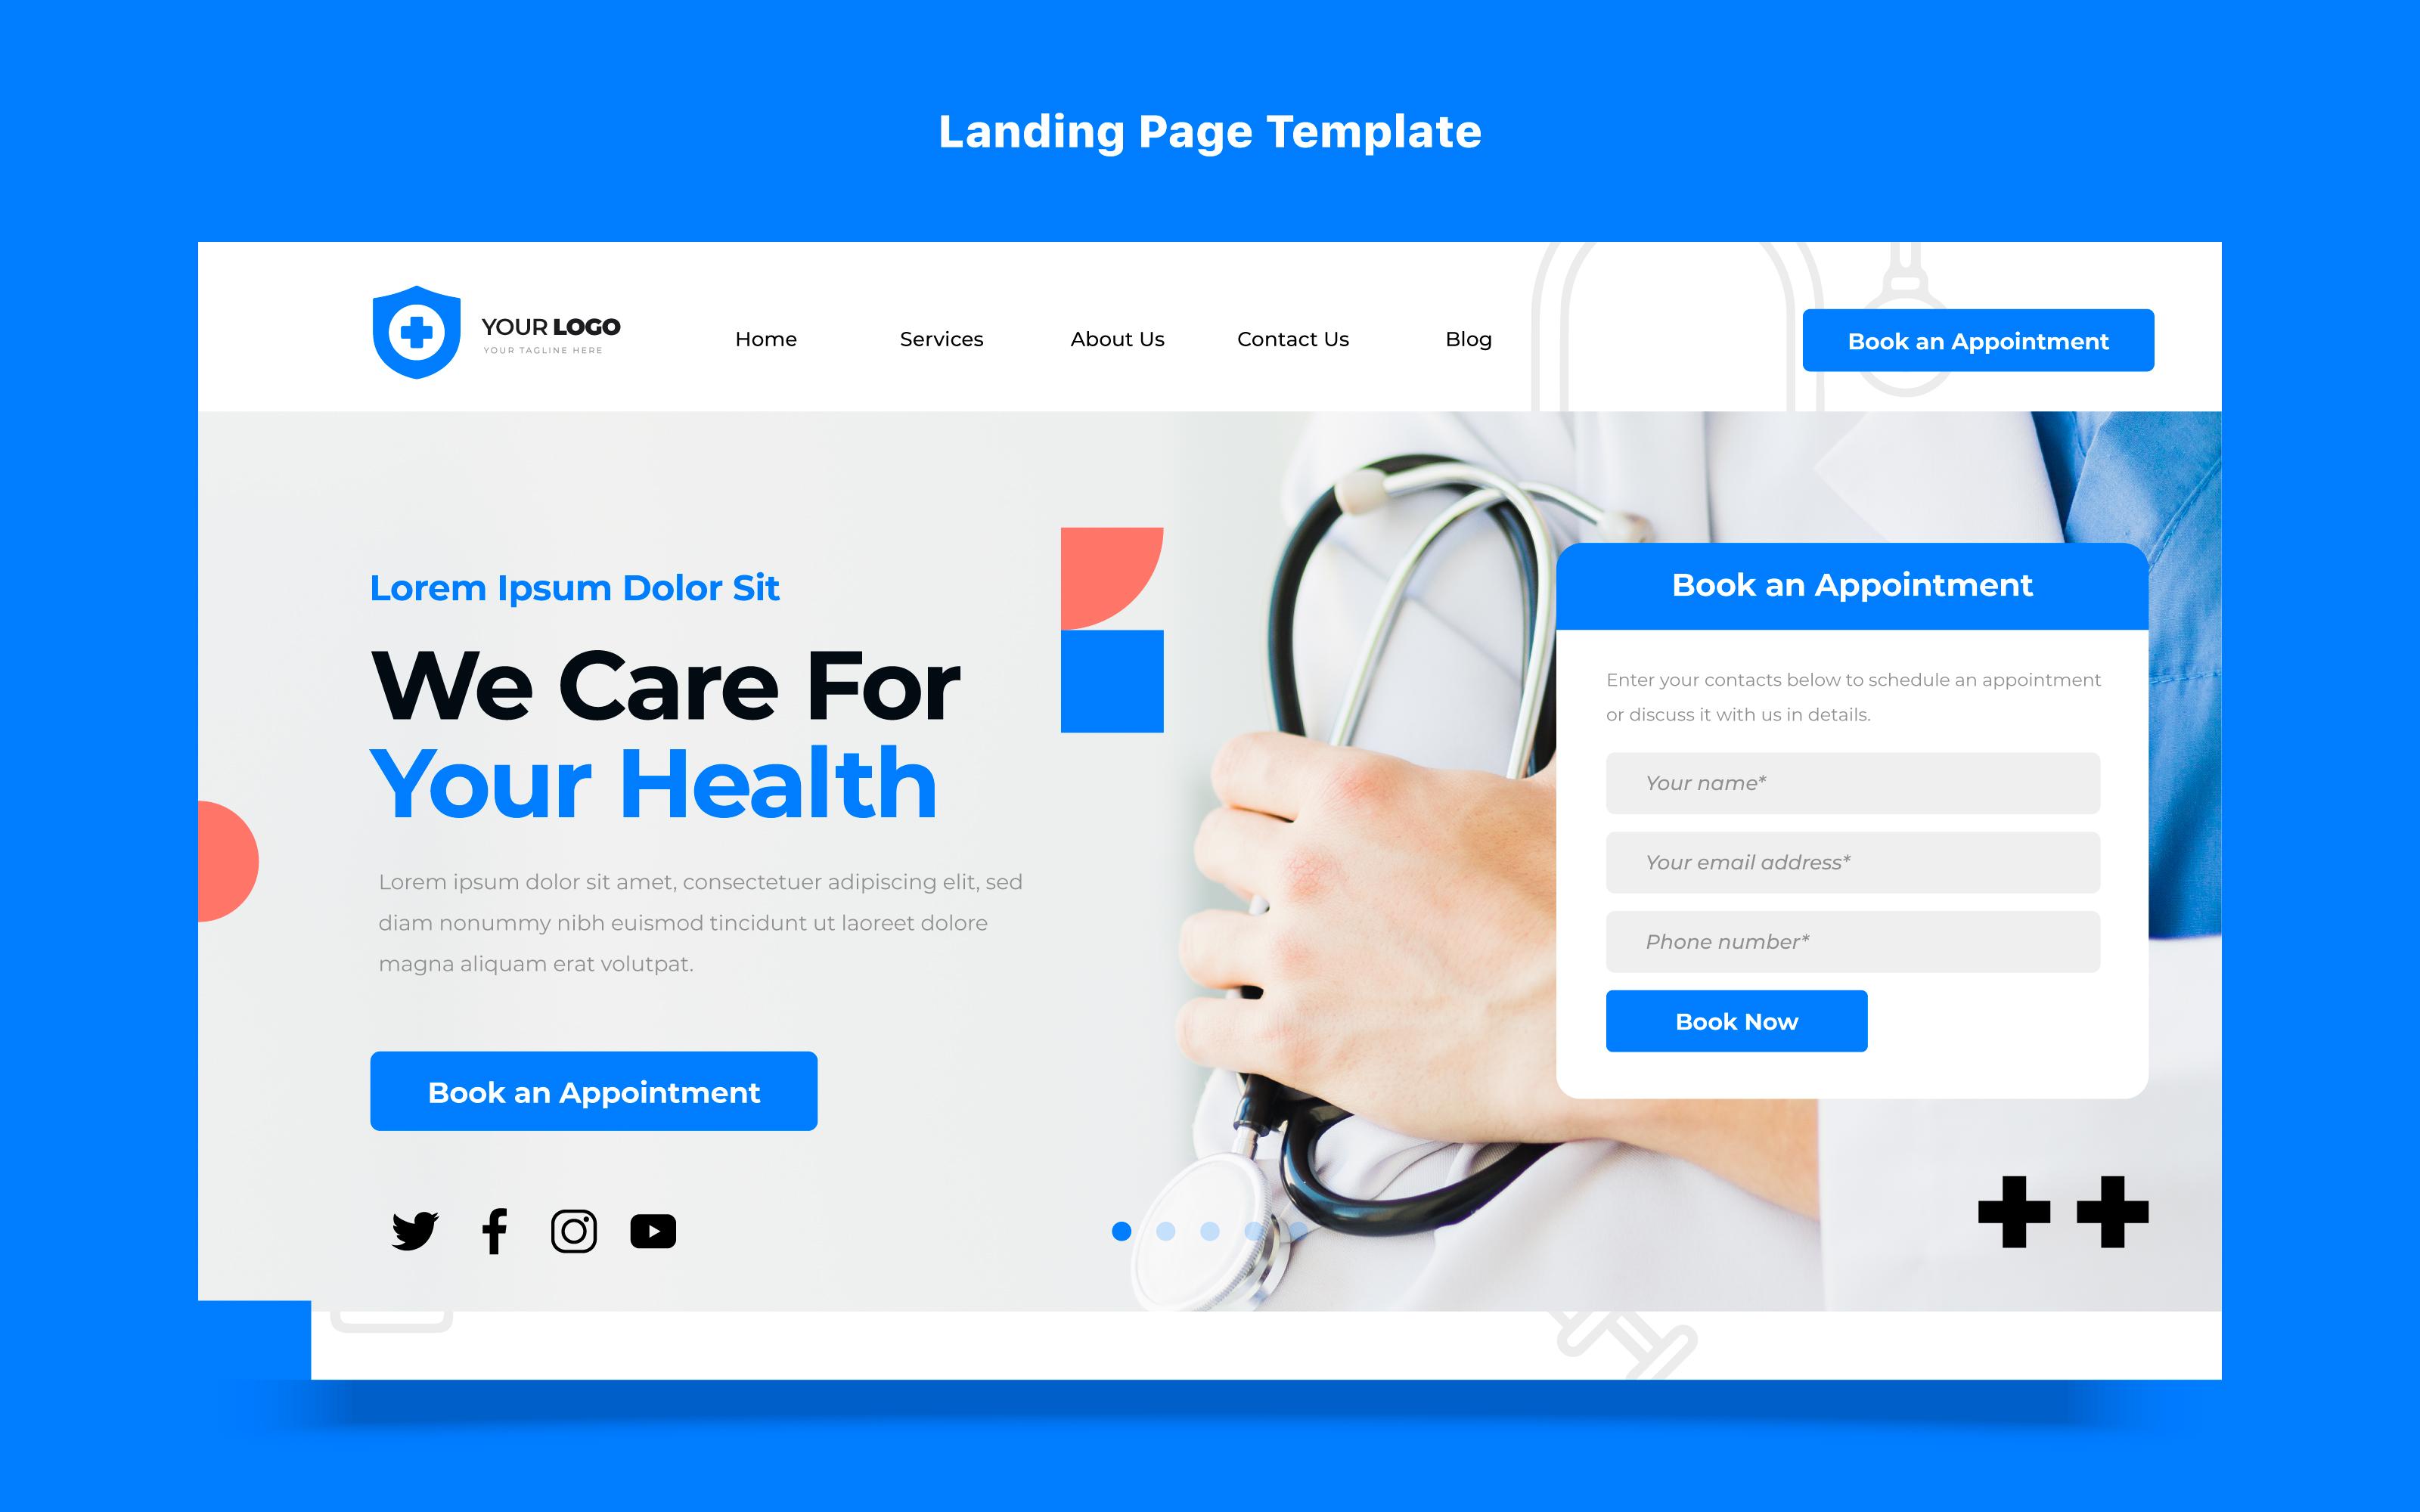 Landing Page Template
YOUR LOGO
YOUR TAGLINE HERE
Home
Services
About Us
Contact Us
Blog
Book an Appointment
Lorem Ipsum Dolor Sit
We Care For
Your Health
Lorem ipsum dolor sit amet, consectetuer adipiscing elit, sed
diam nonummy nibh euismod tincidunt ut laoreet dolore
magna aliquam erat volutpat.
Book an Appointment
Book an Appointment
Enter your contacts below to schedule an appointment
or discuss it with us in details.
Your name*
Your email address*
Phone number*
Book Now